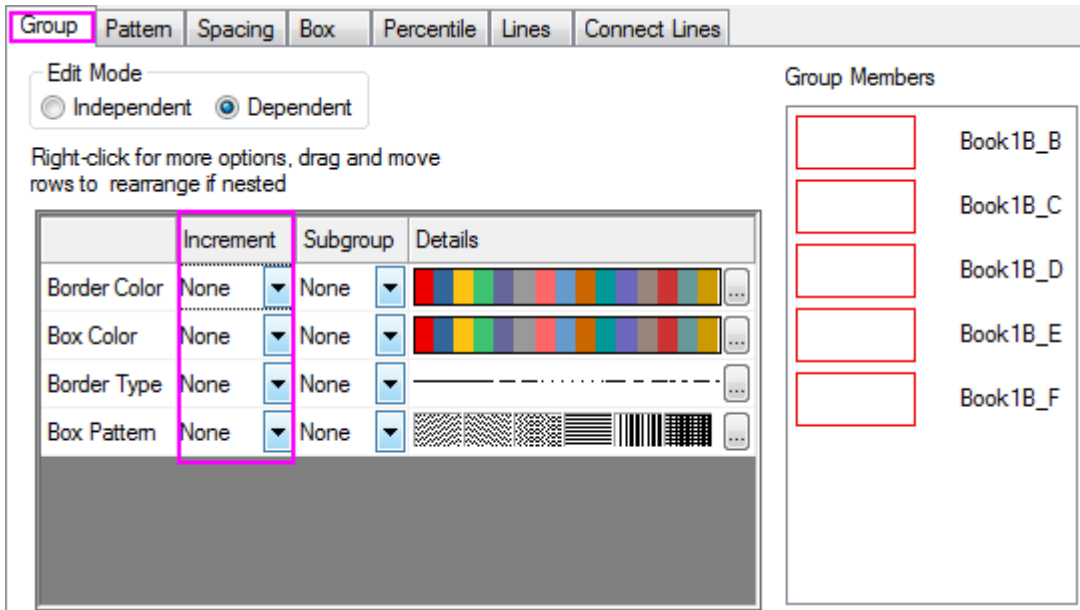 Group Pattern Spacing Box Percentile Lines Connect Lines
Edit Mode
Independent Dependent
Right-click for more options, drag and move
rows to rearrange if nested
Increment Subgroup Details
Border Color None None ...
Box Color None None ...
Border Type None None ...
Box Pattern None None ...
Group Members
Book1B_B
Book1B_C
Book1B_D
Book1B_E
Book1B_F